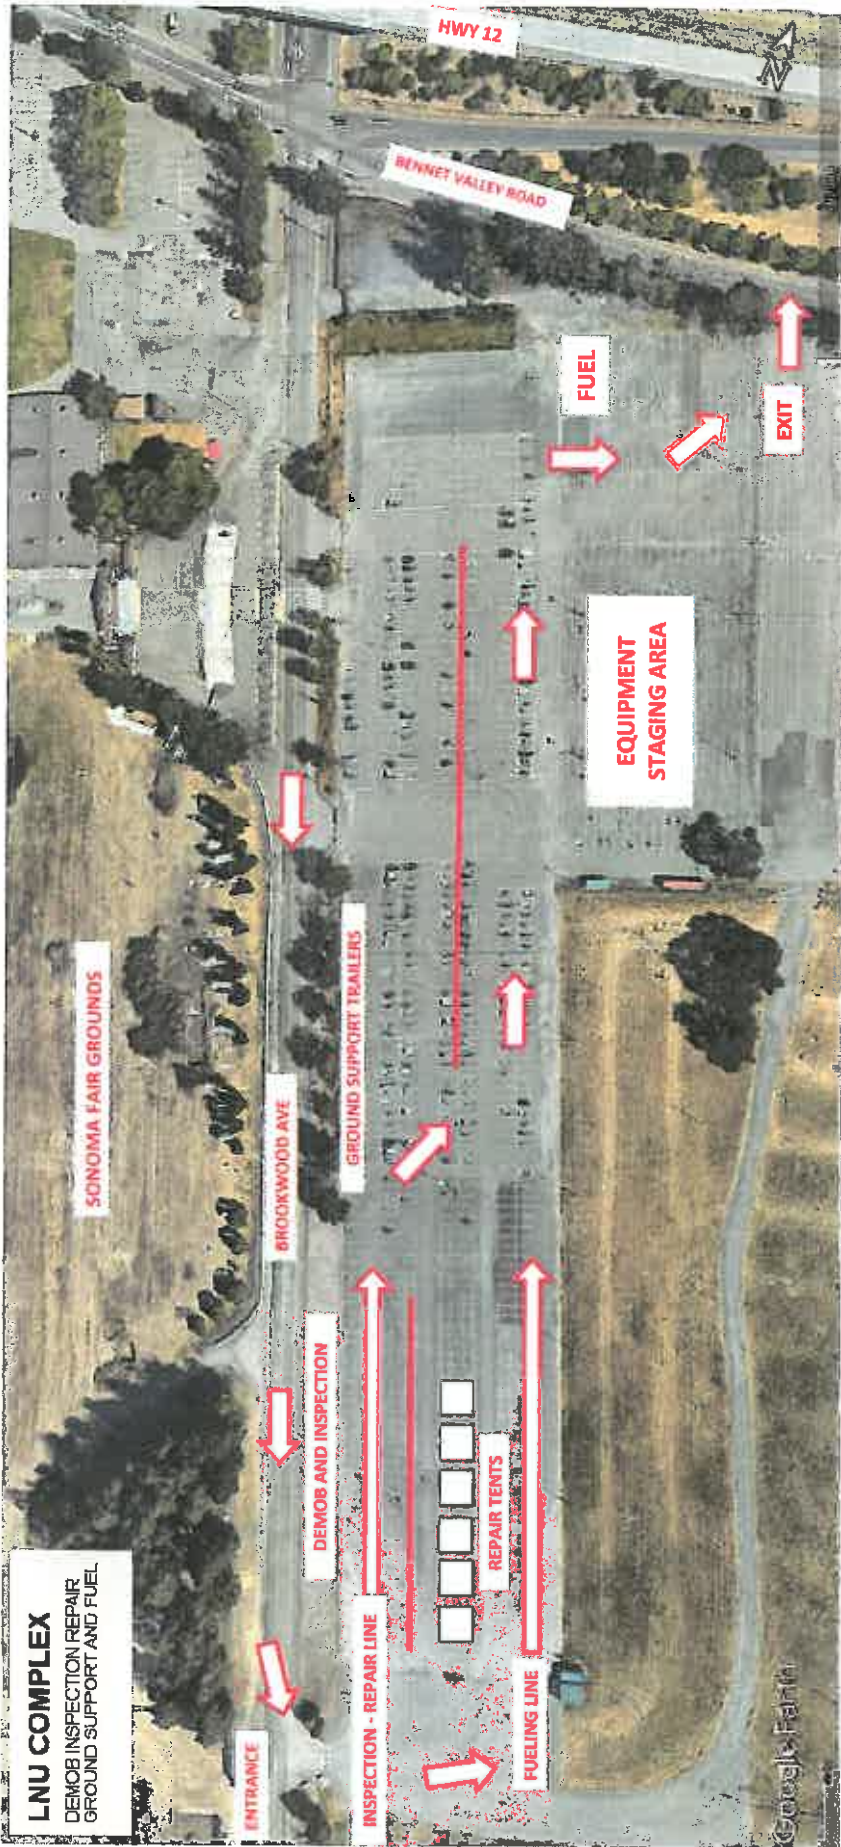 LNU COMPLEX
DEMOB INSPECTION REPAIR
GROUND SUPPORT AND FUEL
ENTRANCE
SONOMA FAIR GROUNDS
BROOKWOOD AVE
DEMOB AND INSPECTION
GROUND SUPPORT TRAILERS
INSPECTION - REPAIR LINE
REPAIR TENTS
FUELING LINE
EQUIPMENT
STAGING AREA
FUEL
EXIT
BENNET VALLEY ROAD
HWY 12
N
Google Earth